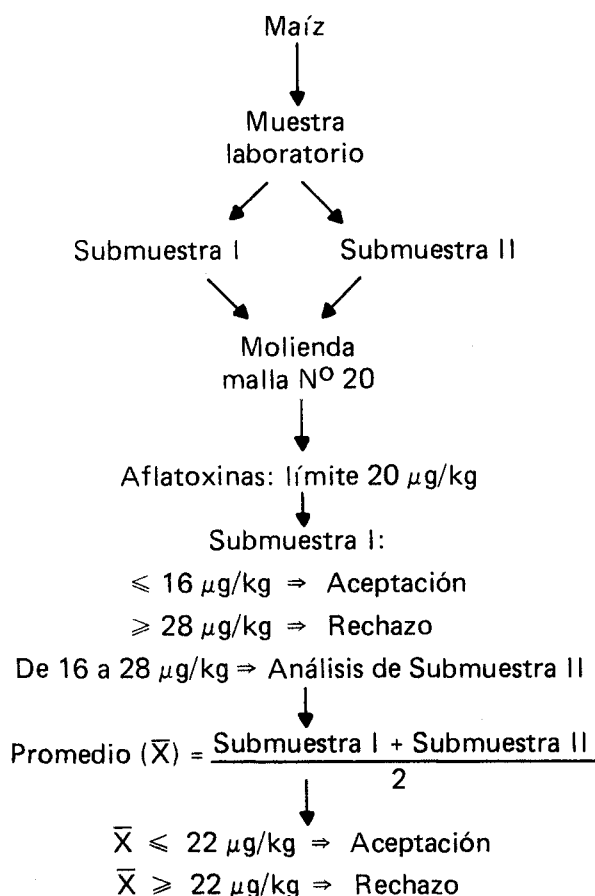 Maíz
Muestra
laboratorio
Submuestra I Submuestra II
Molienda
malla Nº 20
Aflatoxinas: límite 20 μg/kg
Submuestra I:
⩽ 16 μg/kg ⇒ Aceptación
⩾ 28 μg/kg ⇒ Rechazo
De 16 a 28 μg/kg ⇒ Análisis de Submuestra II
Promedio (X̅) = Submuestra I + Submuestra II
2
X̅ ⩽ 22 μg/kg ⇒ Aceptación
X̅ ⩾ 22 μg/kg ⇒ Rechazo